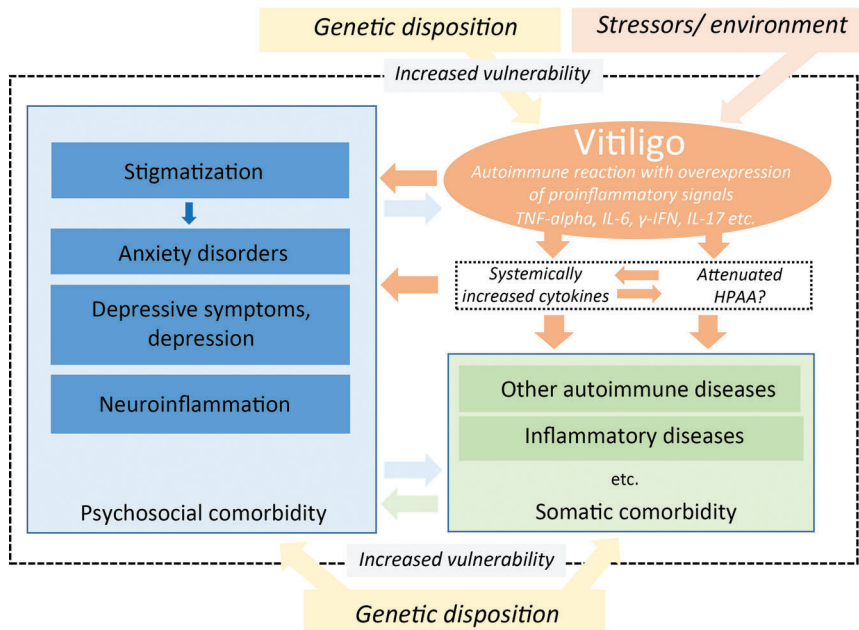 Genetic disposition
Stressors/ environment
Increased vulnerability
Stigmatization
Anxiety disorders
Depressive symptoms,
depression
Neuroinflammation
Psychosocial comorbidity
Vitiligo
Autoimmune reaction with overexpression
of proinflammatory signals
TNF-alpha, IL-6, γ-IFN, IL-17 etc.
Systemically
increased cytokines
Attenuated
HPAA?
Other autoimmune diseases
Inflammatory diseases
etc.
Somatic comorbidity
Increased vulnerability
Genetic disposition